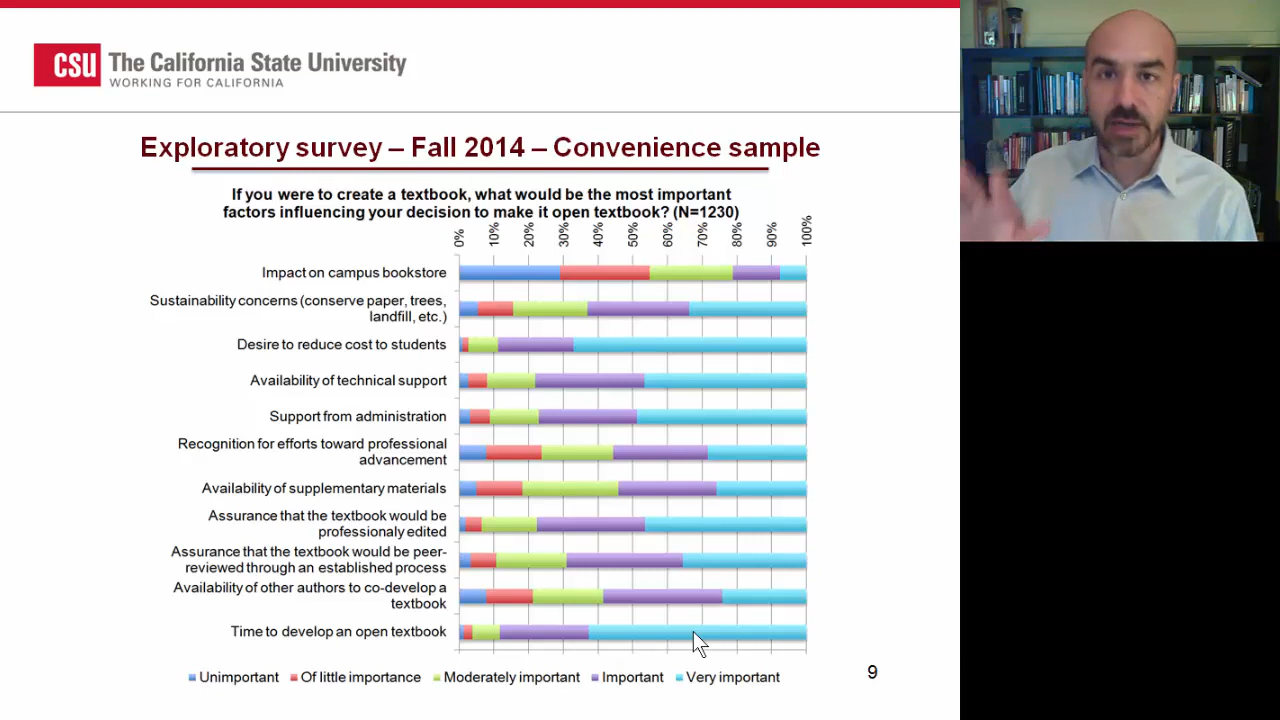 CSU The California State University
WORKING FOR CALIFORNIA
Exploratory survey – Fall 2014 – Convenience sample
If you were to create a textbook, what would be the most important
factors influencing your decision to make it open textbook? (N=1230)
0% 10% 20% 30% 40% 50% 60% 70% 80% 90% 100%
Impact on campus bookstore
Sustainability concerns (conserve paper, trees,
landfill, etc.)
Desire to reduce cost to students
Availability of technical support
Support from administration
Recognition for efforts toward professional
advancement
Availability of supplementary materials
Assurance that the textbook would be
professionaly edited
Assurance that the textbook would be peer-
reviewed through an established process
Availability of other authors to co-develop a
textbook
Time to develop an open textbook
Unimportant Of little importance Moderately important Important Very important
9